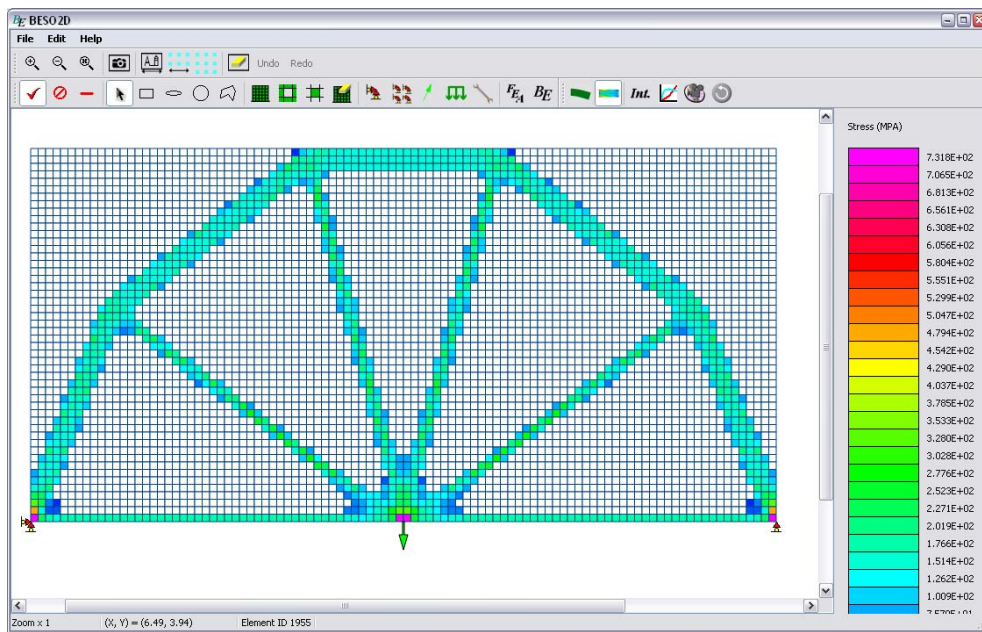 BE BESO2D
File Edit Help
A.B Undo Redo
FEA BE Int.
Stress (MPA)
7.318E+02
7.065E+02
6.813E+02
6.561E+02
6.308E+02
6.056E+02
5.804E+02
5.551E+02
5.299E+02
5.047E+02
4.794E+02
4.542E+02
4.290E+02
4.037E+02
3.785E+02
3.533E+02
3.280E+02
3.028E+02
2.776E+02
2.523E+02
2.271E+02
2.019E+02
1.766E+02
1.514E+02
1.262E+02
1.009E+02
Zoom x 1 (X, Y) = (6.49, 3.94) Element ID 1955